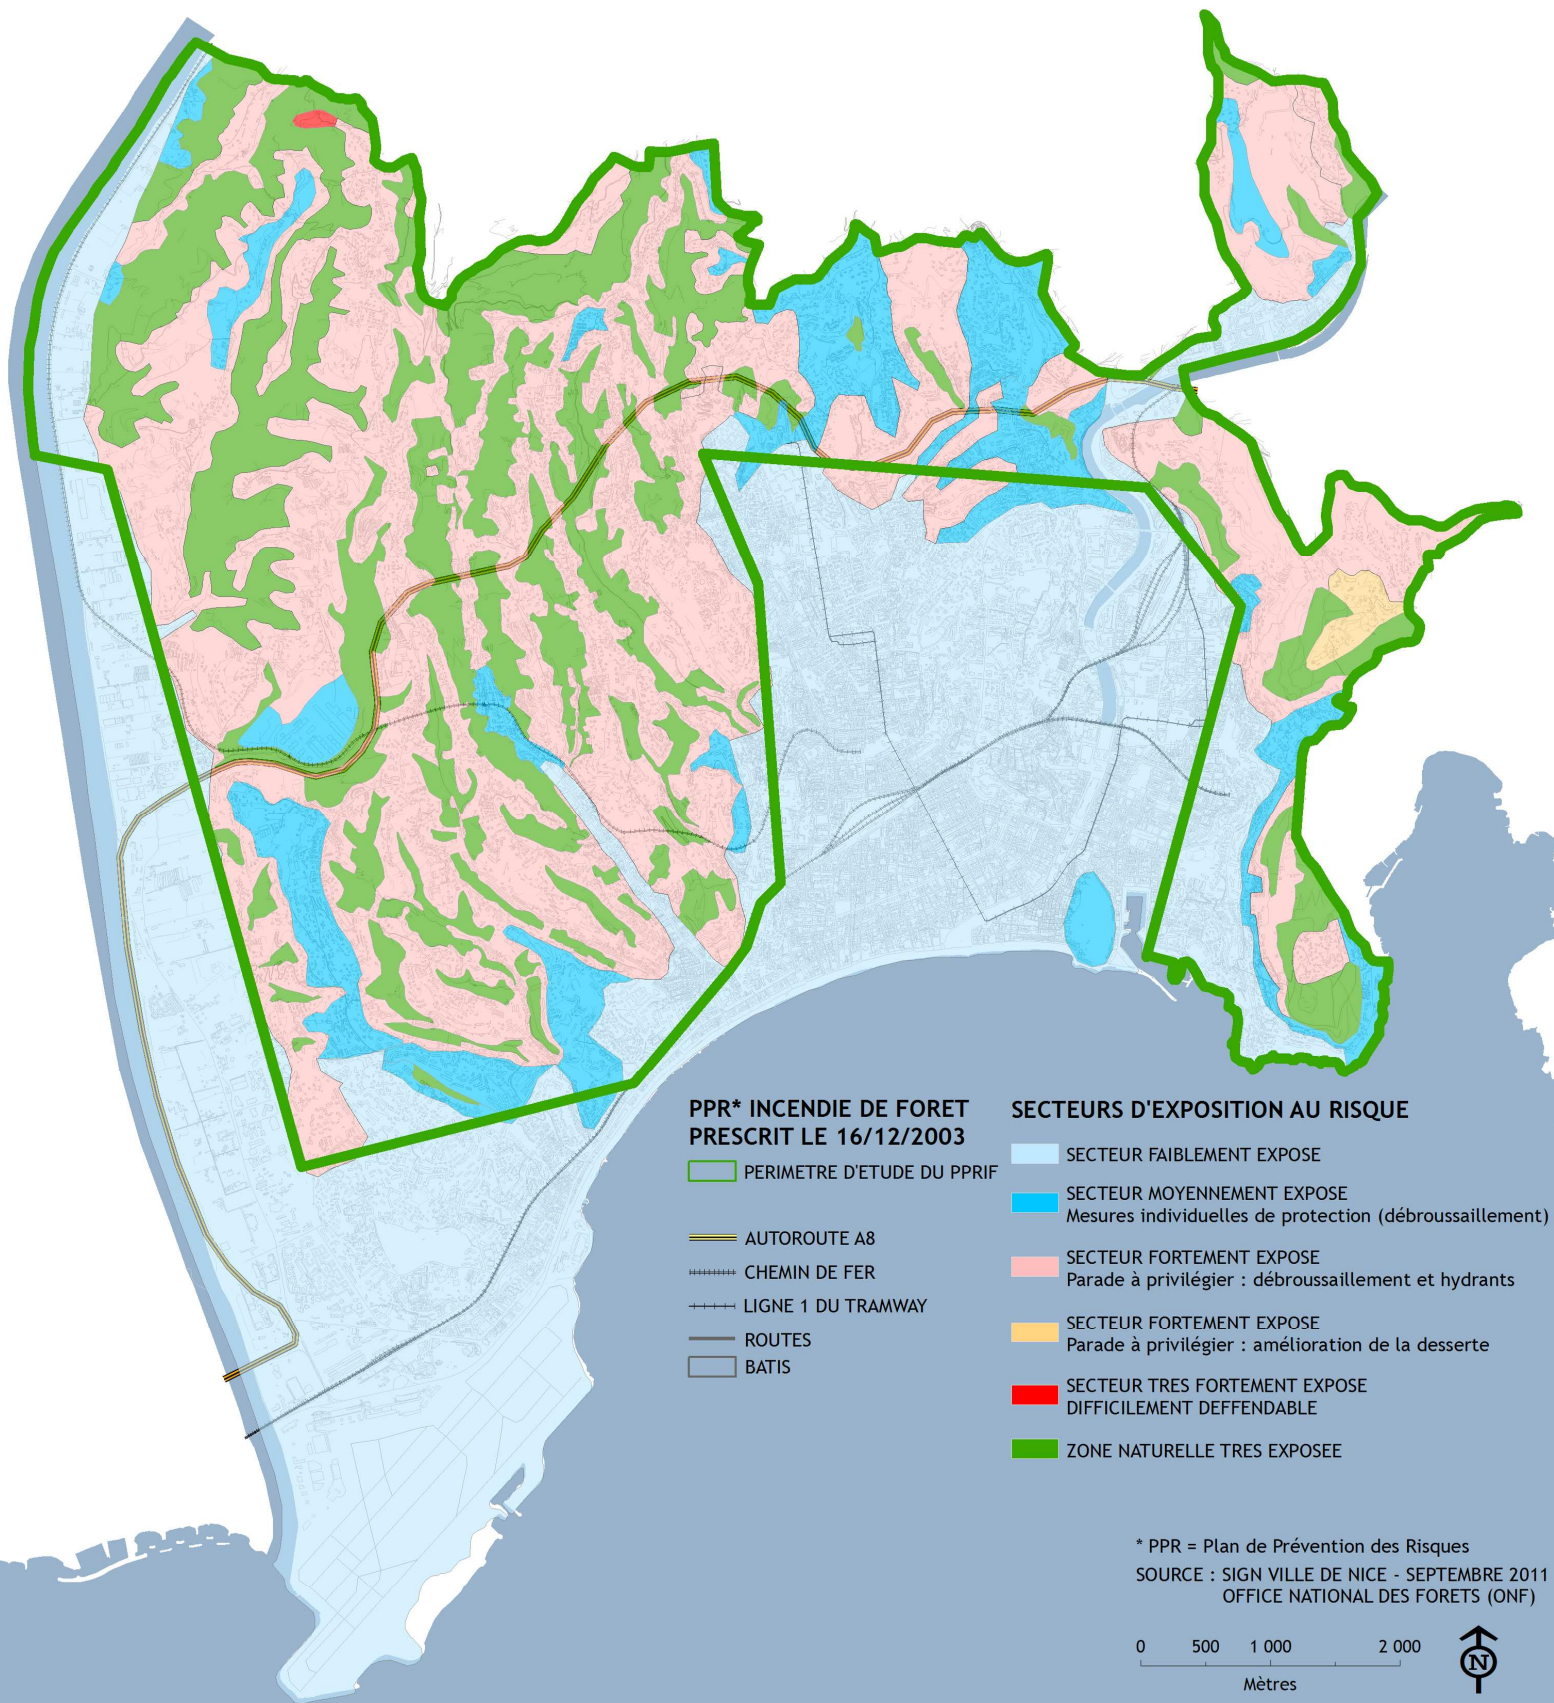 PPR* INCENDIE DE FORET
PRESCRIT LE 16/12/2003
PERIMETRE D'ETUDE DU PPRIF
AUTOROUTE A8
CHEMIN DE FER
LIGNE 1 DU TRAMWAY
ROUTES
BATIS
SECTEURS D'EXPOSITION AU RISQUE
SECTEUR FAIBLEMENT EXPOSE
SECTEUR MOYENNEMENT EXPOSE
Mesures individuelles de protection (débroussaillement)
SECTEUR FORTEMENT EXPOSE
Parade à privilégier : débroussaillement et hydrants
SECTEUR FORTEMENT EXPOSE
Parade à privilégier : amélioration de la desserte
SECTEUR TRES FORTEMENT EXPOSE
DIFFICILEMENT DEFFENDABLE
ZONE NATURELLE TRES EXPOSEE
* PPR = Plan de Prévention des Risques
SOURCE : SIGN VILLE DE NICE - SEPTEMBRE 2011
OFFICE NATIONAL DES FORETS (ONF)
0 500 1 000 2 000
Mètres
N